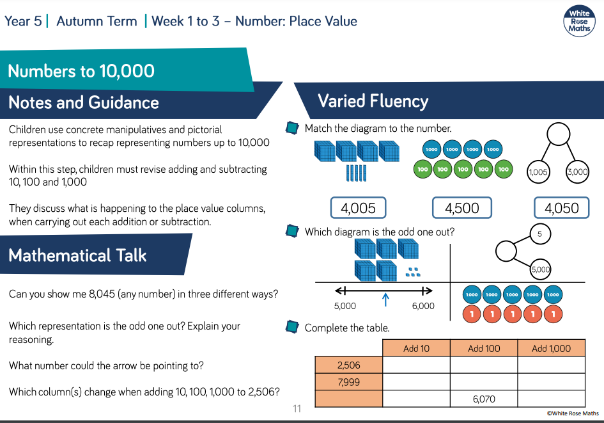 Year 5 | Autumn Term | Week 1 to 3 – Number: Place Value
White
Rose
Maths
Numbers to 10,000
Notes and Guidance
Children use concrete manipulatives and pictorial
representations to recap representing numbers up to 10,000
Within this step, children must revise adding and subtracting
10, 100 and 1,000
They discuss what is happening to the place value columns,
when carrying out each addition or subtraction.
Mathematical Talk
Can you show me 8,045 (any number) in three different ways?
Which representation is the odd one out? Explain your
reasoning.
What number could the arrow be pointing to?
Which column(s) change when adding 10, 100, 1,000 to 2,506?
Varied Fluency
Match the diagram to the number.
1000 1000 1000 1000
100 100 100 100 100
1,005 3,000
4,005 4,500 4,050
Which diagram is the odd one out?
5
5,000
5,000 6,000
1000 1000 1000 1000 1000
1 1 1 1 1
Complete the table.
Add 10 Add 100 Add 1,000
2,506
7,999
6,070
11
©White Rose Maths